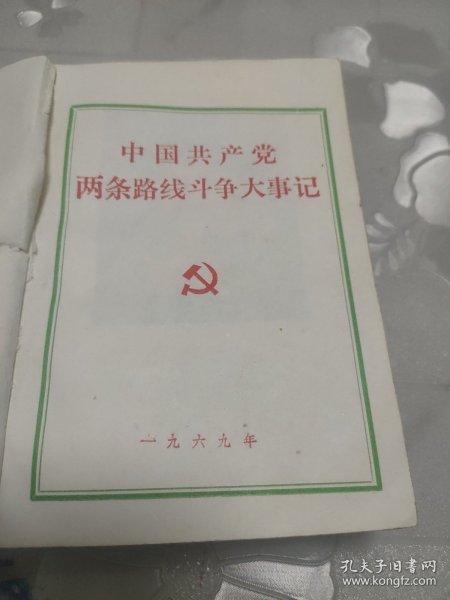 中国共产党
两条路线斗争大事记
一九六九年
孔夫子旧书网
www.kongfz.com